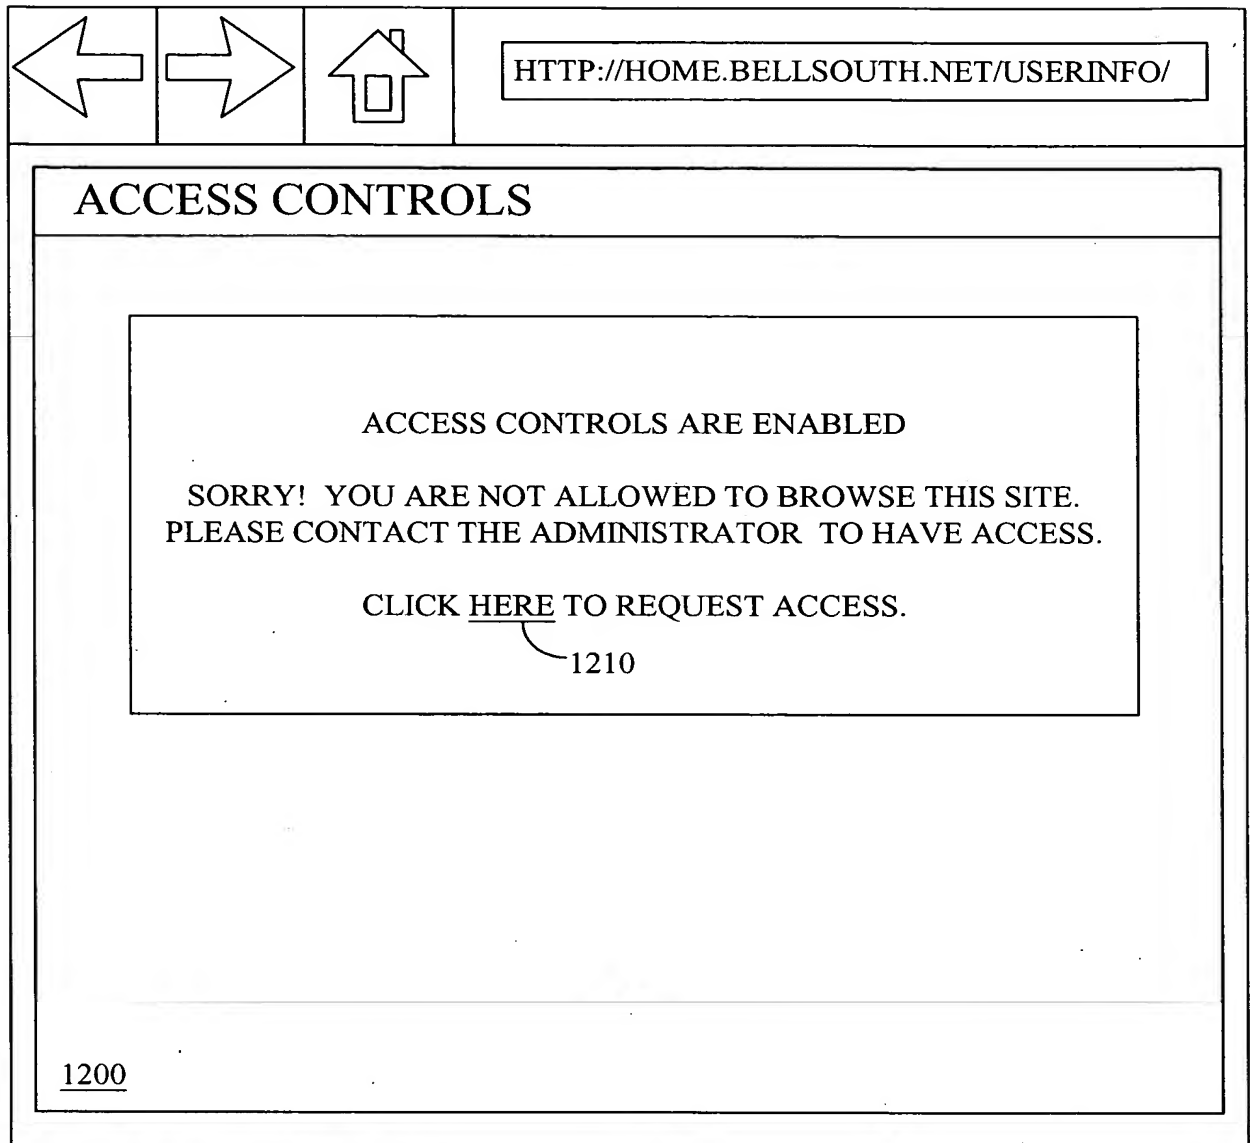 HTTP://HOME.BELLSOUTH.NET/USERINFO/
ACCESS CONTROLS
ACCESS CONTROLS ARE ENABLED
SORRY! YOU ARE NOT ALLOWED TO BROWSE THIS SITE.
PLEASE CONTACT THE ADMINISTRATOR TO HAVE ACCESS.
CLICK HERE TO REQUEST ACCESS.
1210
1200